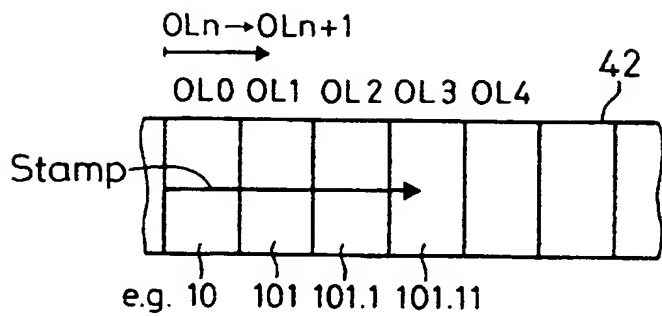 OLn→OLn+1
OL0 OL1 OL2 OL3 OL4 42
Stamp
e.g. 10 101 101.1 101.11